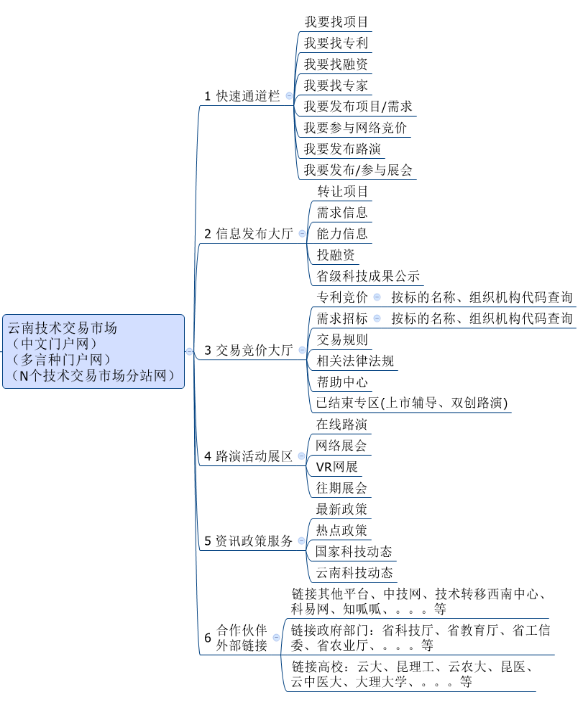 云南技术交易市场
（中文门户网）
（多言种门户网）
（N个技术交易市场分站网）
1 快速通道栏
我要找项目
我要找专利
我要找融资
我要找专家
我要发布项目/需求
我要参与网络竞价
我要发布路演
我要发布/参与展会
2 信息发布大厅
转让项目
需求信息
能力信息
投融资
省级科技成果公示
3 交易竞价大厅
专利竞价 按标的名称、组织机构代码查询
需求招标 按标的名称、组织机构代码查询
交易规则
相关法律法规
帮助中心
已结束专区(上市辅导、双创路演)
4 路演活动展区
在线路演
网络展会
VR网展
往期展会
5 资讯政策服务
最新政策
热点政策
国家科技动态
云南科技动态
6 合作伙伴
外部链接
链接其他平台、中技网、技术转移西南中心、
科易网、知呱呱、。。。等
链接政府部门：省科技厅、省教育厅、省工信
委、省农业厅、。。。等
链接高校：云大、昆理工、云农大、昆医、
云中医大、大理大学、。。。等